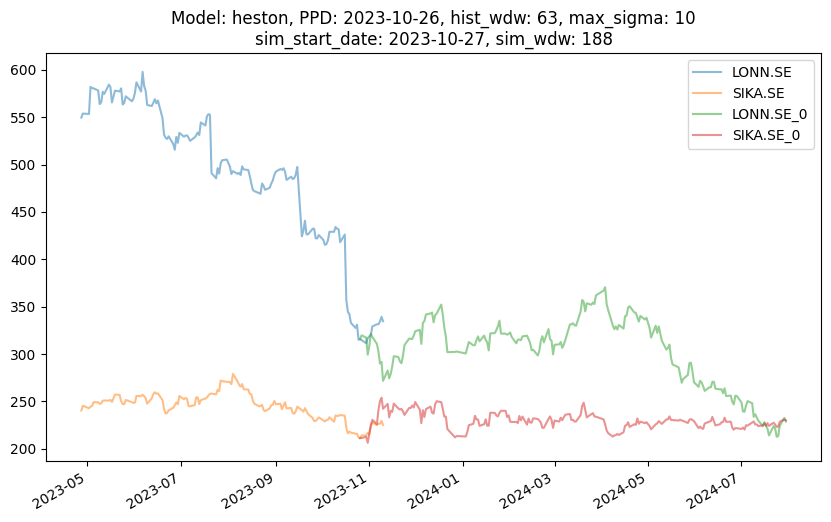 Model: heston, PPD: 2023-10-26, hist_wdw: 63, max_sigma: 10
sim_start_date: 2023-10-27, sim_wdw: 188
LONN.SE
SIKA.SE
LONN.SE_0
SIKA.SE_0
600
550
500
450
400
350
300
250
200
2023-05
2023-07
2023-09
2023-11
2024-01
2024-03
2024-05
2024-07